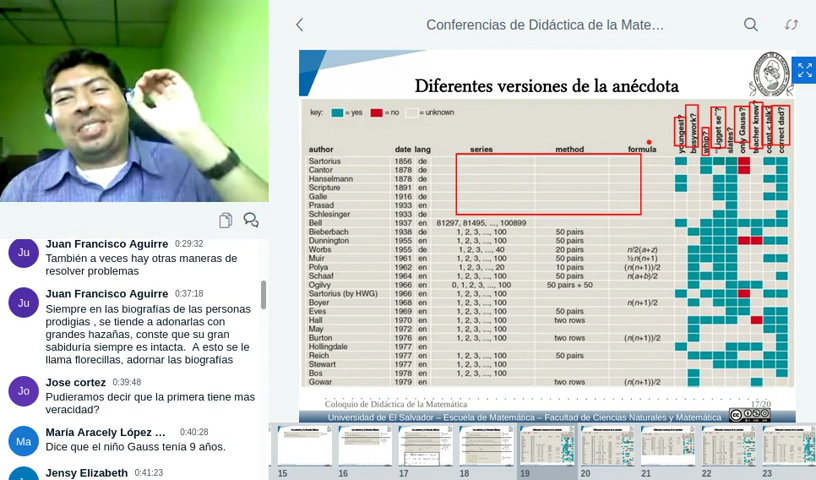 Conferencias de Didáctica de la Mate…
Diferentes versiones de la anécdota
key: = yes = no = unknown
author date lang series method formula youngest? busywork? whip? "Ligget se"? slates? only Gauss? teacher knew? count < talk? correct dad?
Sartorius 1856 de
Cantor 1878 de
Hanselmann 1878 de
Scripture 1891 en
Galle 1916 de
Prasad 1933 en
Schlesinger 1933 de
Bell 1937 en 81297, 81495, ..., 100899
Bieberbach 1938 de 1, 2, 3, ..., 100 50 pairs
Dunnington 1955 en 1, 2, 3, ..., 100 50 pairs
Worbs 1955 de 1, 2, 3, ..., 40 20 pairs n/2(a+z)
Muir 1961 en 1, 2, 3, ..., 100 50 pairs ½n(n+1)
Polya 1962 en 1, 2, 3, ..., 20 10 pairs (n(n+1))/2
Schaaf 1964 en 1, 2, 3, ..., 100 50 pairs n(a+b)/2
Ogilvy 1966 en 0, 1, 2, 3, ..., 100 50 pairs + 50
Sartorius (by HWG) 1966 en 1, 2, 3, ..., 100
Boyer 1968 en 1, 2, 3, ..., 100 n(n+1)/2
Eves 1969 en 1, 2, 3, ..., 100 50 pairs
Hall 1970 en 1, 2, 3, ..., 100 two rows
May 1972 en 1, 2, 3, ..., 100
Burton 1976 en 1, 2, 3, ..., 100 two rows (n(n+1))/2
Hollingdale 1977 en
Reich 1977 en 1, 2, 3, ..., 100 50 pairs
Stewart 1977 en 1, 2, 3, ..., 100
Bos 1978 en 1, 2, 3, ..., 100
Gowar 1979 en two rows (n(n+1))/2
Coloquio de Didáctica de la Matemática 17/20
Universidad de El Salvador – Escuela de Matemática – Facultad de Ciencias Naturales y Matemática
15 16 17 18 19 20 21 22 23
Ju Juan Francisco Aguirre 0:29:32
También a veces hay otras maneras de
resolver problemas
Ju Juan Francisco Aguirre 0:37:18
Siempre en las biografías de las personas
prodigias , se tiende a adonarlas con
grandes hazañas, conste que su gran
sabiduría siempre es intacta. A esto se le
llama florecillas, adornar las biografías
Jo Jose cortez 0:39:48
Pudieramos decir que la primera tiene mas
veracidad?
Ma María Aracely López … 0:40:28
Dice que el niño Gauss tenía 9 años.
Je Jensy Elizabeth 0:41:23